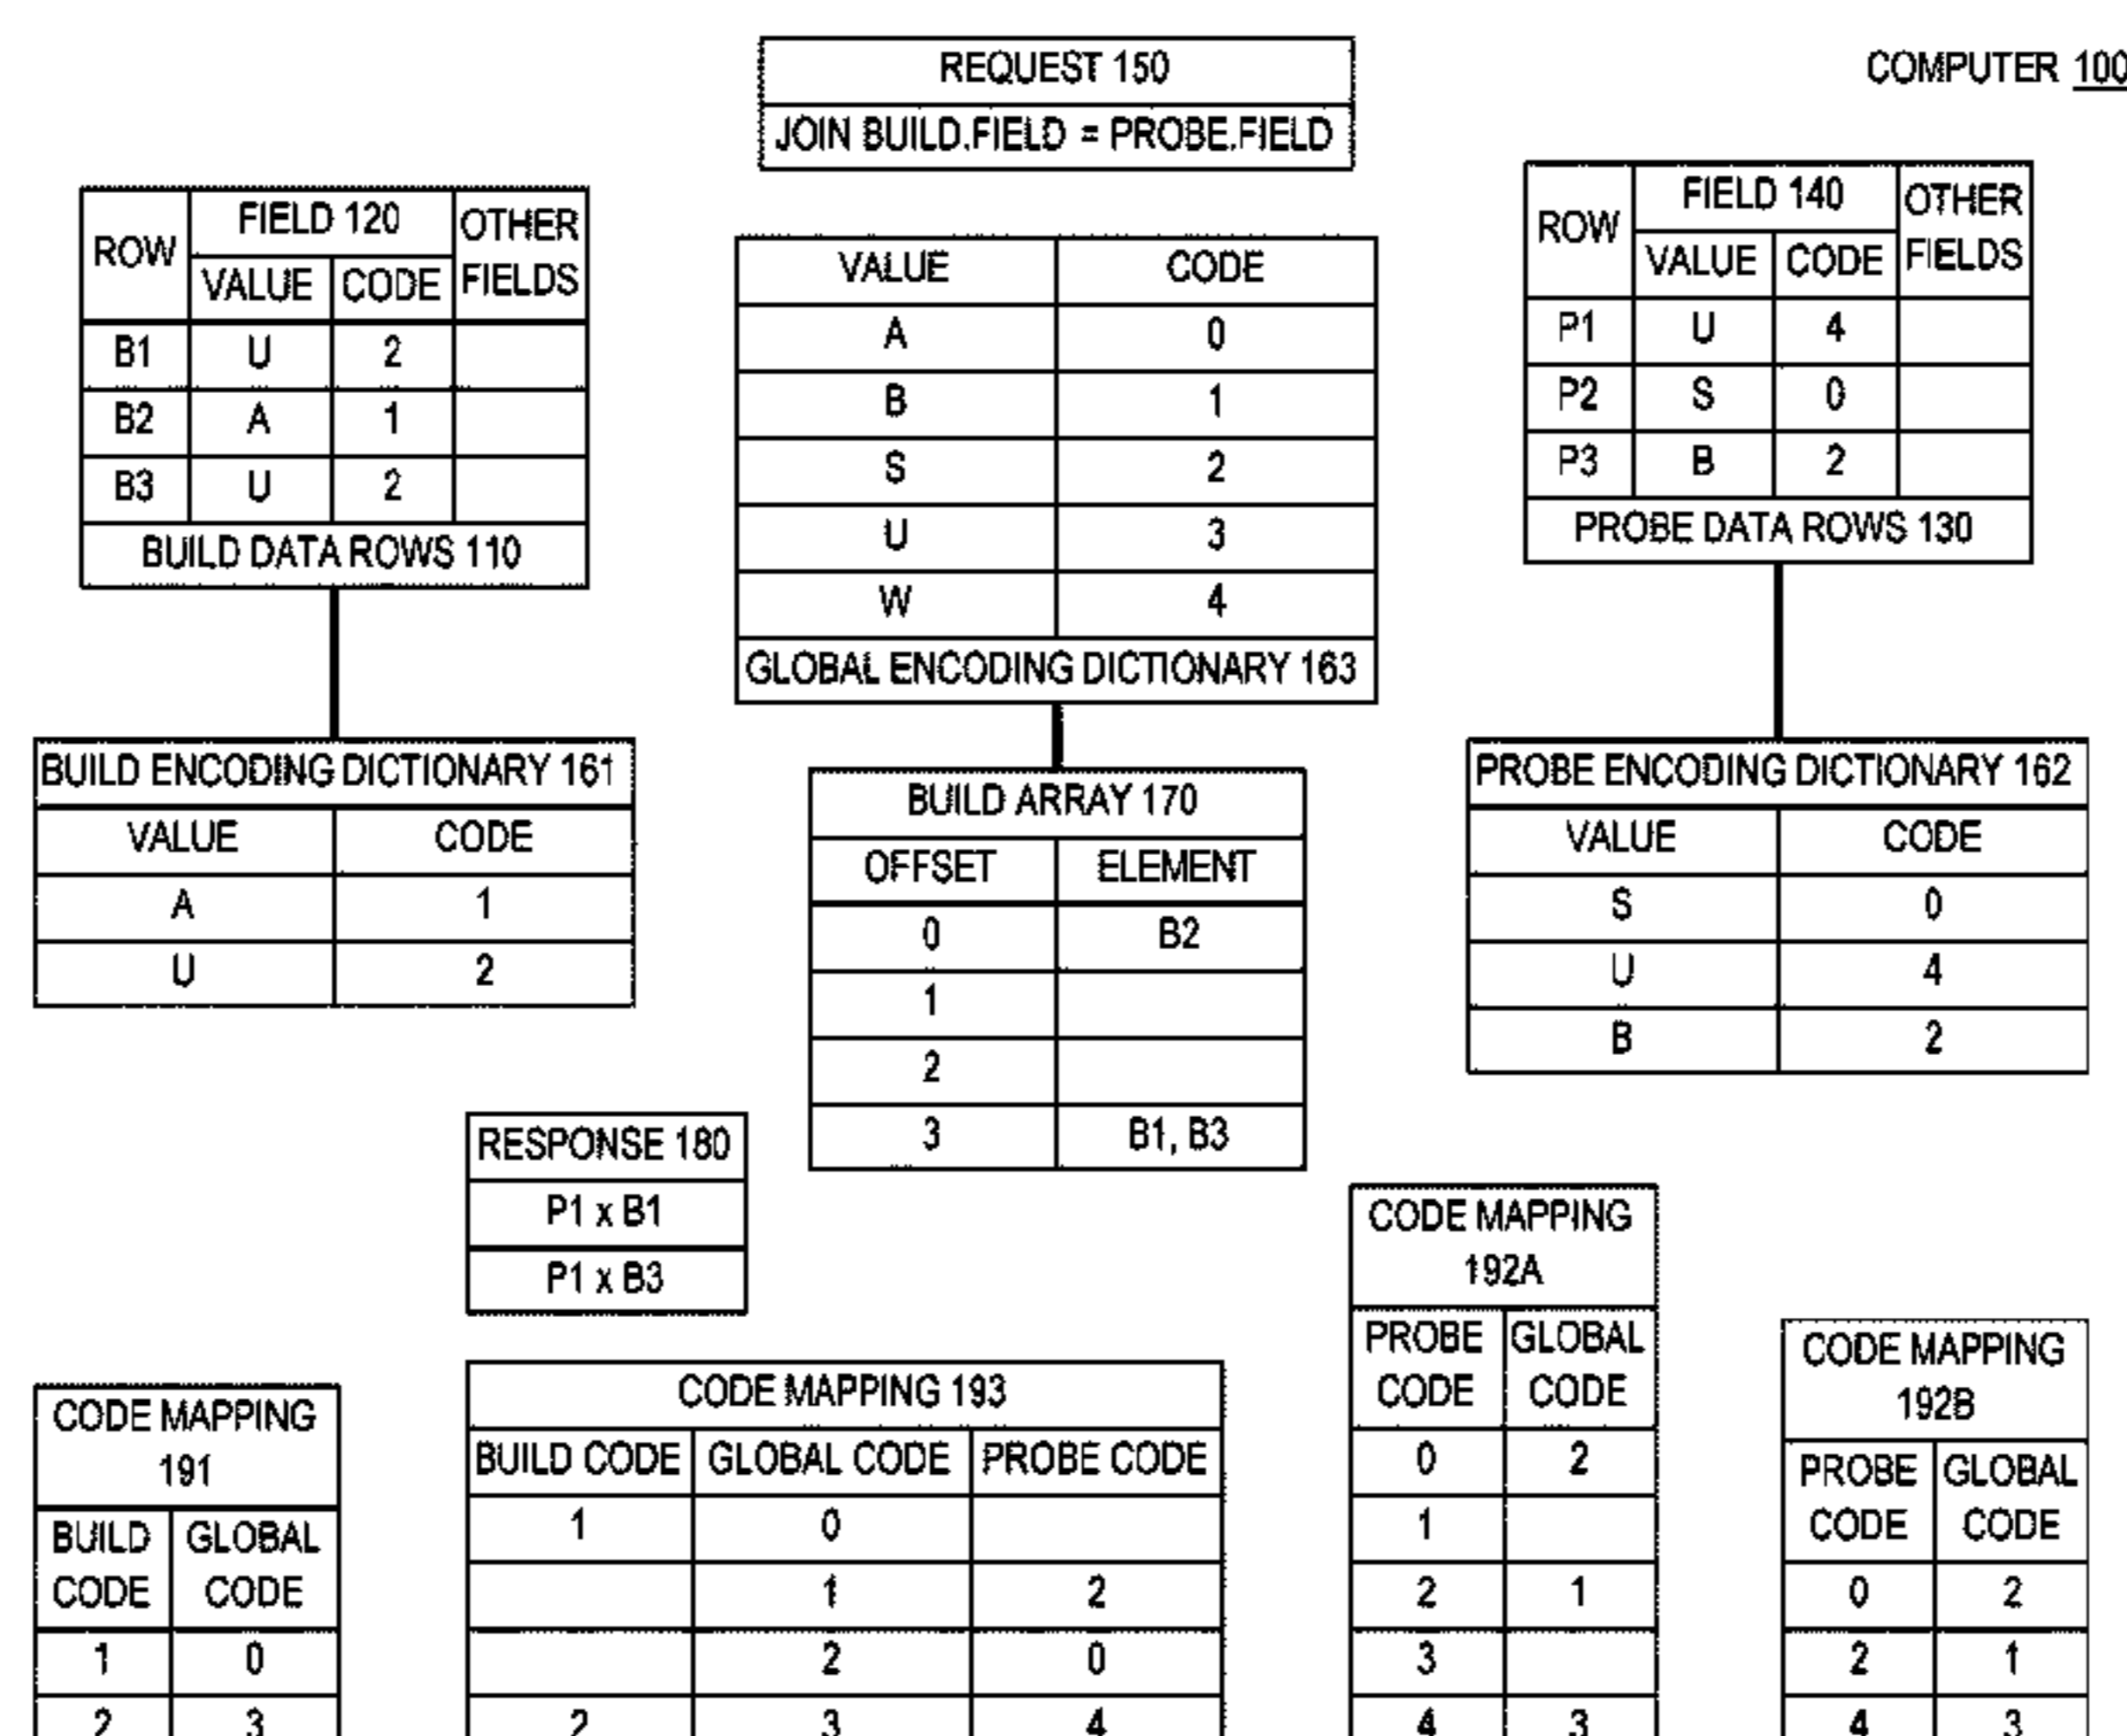 REQUEST 150
JOIN BUILD.FIELD = PROBE.FIELD
COMPUTER 100
ROW FIELD 120 OTHER FIELDS
VALUE CODE
B1 U 2
B2 A 1
B3 U 2
BUILD DATA ROWS 110
VALUE CODE
A 0
B 1
S 2
U 3
W 4
GLOBAL ENCODING DICTIONARY 163
ROW FIELD 140 OTHER FIELDS
VALUE CODE
P1 U 4
P2 S 0
P3 B 2
PROBE DATA ROWS 130
BUILD ENCODING DICTIONARY 161
VALUE CODE
A 1
U 2
BUILD ARRAY 170
OFFSET ELEMENT
0 B2
1
2
3 B1, B3
PROBE ENCODING DICTIONARY 162
VALUE CODE
S 0
U 4
B 2
RESPONSE 180
P1 x B1
P1 x B3
CODE MAPPING
191
BUILD GLOBAL
CODE CODE
1 0
2 3
CODE MAPPING 193
BUILD CODE GLOBAL CODE PROBE CODE
1 0
1 2
2 0
2 3 4
CODE MAPPING
192A
PROBE GLOBAL
CODE CODE
0 2
1
2 1
3
4 3
CODE MAPPING
192B
PROBE GLOBAL
CODE CODE
0 2
2 1
4 3